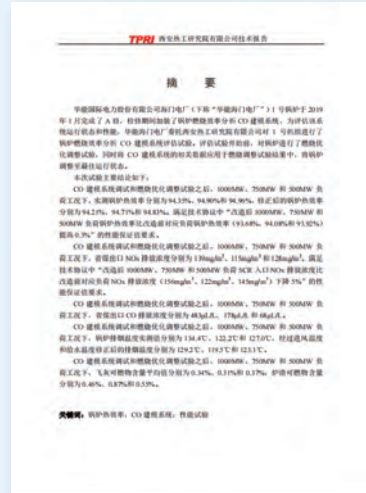 TPRI 西安热工研究院有限公司技术报告
摘 要
华能国际电力股份有限公司海门电厂（下称“华能海门电厂”）1号锅炉于2019
年1月完成了A修，检修期间加装了锅炉燃烧效率分析CO建模系统，为评估该系
统运行状态和性能，华能海门电厂委托西安热工研究院有限公司对1号机组进行了
锅炉效率分析CO建模系统评估试验。评估试验开始前，对锅炉进行了燃烧优
化调整试验，同时将CO建模系统的相关数据应用于燃烧调整试验结果中，将锅炉
调整至最佳运行状态。
本次试验主要结论如下：
CO建模系统调试和燃烧优化调整试验之后，1000MW、750MW和500MW负
荷工况下，实测锅炉热效率分别为94.35%、94.90%和94.96%，修正后的锅炉热效率
分别为94.21%、94.71%和94.83%，满足技术协议中“改造后1000MW、750MW和
500MW负荷锅炉热效率比改造前对应负荷锅炉热效率（93.68%、94.08%和93.92%）
提高0.3%”的性能保证值要求。
CO建模系统调试和燃烧优化调整试验之后，1000MW、750MW和500MW负
荷工况下，省煤器出口NOx排放浓度分别为139mg/m³、115mg/m³和128mg/m³，满足
技术协议中“改造后1000MW、750MW和500MW负荷SCR入口NOx排放浓度比
改造前对应负荷NOx排放浓度（156mg/m³、122mg/m³、145mg/m³）下降5%”的性
能保证值要求。
CO建模系统调试和燃烧优化调整试验之后，1000MW、750MW和500MW负
荷工况下，省煤出口CO排放浓度分别为483μL/L、178μL/L和68μL/L。
CO建模系统调试和燃烧优化调整试验之后，1000MW、750MW和500MW负
荷工况下，锅炉排烟温度实测值分别为134.4℃、122.2℃和127.0℃，经过进风温度
和给水温度修正后的排烟温度分别为129.2℃、119.5℃和123.1℃。
CO建模系统调试和燃烧优化调整试验之后，1000MW、750MW和500MW负
荷工况下，飞灰可燃物含量平均值分别为0.34%、0.31%和0.37%；炉渣可燃物含量
分别为0.46%、0.87%和0.53%。
关键词：锅炉热效率；CO建模系统；性能试验